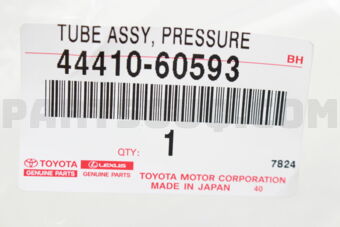 TUBE ASSY, PRESSURE
BH
44410-60593
QTY: 1
7824
TOYOTA LEXUS
GENUINE PARTS GENUINE PARTS
TOYOTA MOTOR CORPORATION
MADE IN JAPAN 40